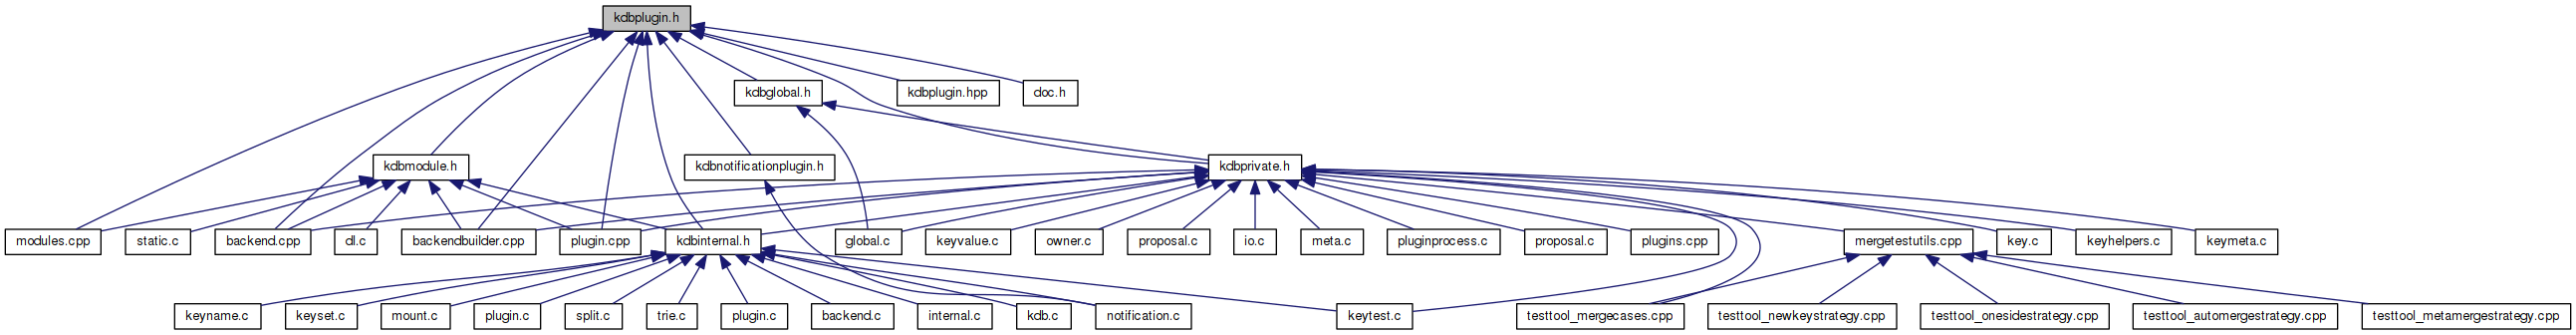 kdbplugin.h
kdbglobal.h
kdbplugin.hpp
doc.h
kdbmodule.h
kdbnotificationplugin.h
kdbprivate.h
modules.cpp
static.c
backend.cpp
dl.c
backendbuilder.cpp
plugin.cpp
kdbinternal.h
global.c
keyvalue.c
owner.c
proposal.c
io.c
meta.c
pluginprocess.c
proposal.c
plugins.cpp
mergetestutils.cpp
key.c
keyhelpers.c
keymeta.c
keyname.c
keyset.c
mount.c
plugin.c
split.c
trie.c
plugin.c
backend.c
internal.c
kdb.c
notification.c
keytest.c
testtool_mergecases.cpp
testtool_newkeystrategy.cpp
testtool_onesidestrategy.cpp
testtool_automergestrategy.cpp
testtool_metamergestrategy.cpp